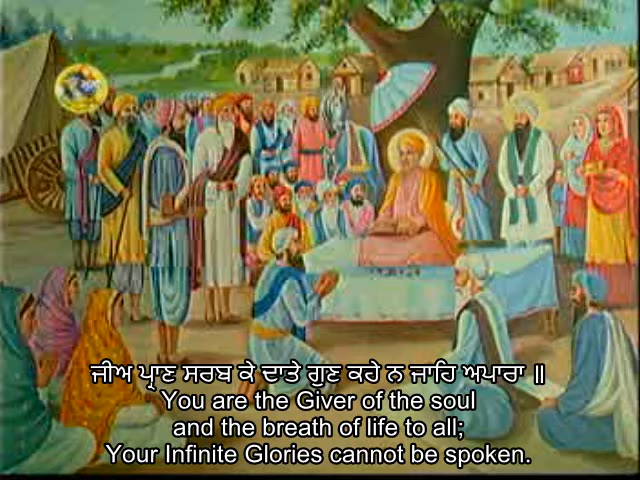 ਜੀਅ ਪ੍ਰਾਣ ਸਰਬ ਕੇ ਦਾਤੇ ਗੁਣ ਕਹੇ ਨ ਜਾਹਿ ਅਪਾਰਾ ॥
You are the Giver of the soul
and the breath of life to all;
Your Infinite Glories cannot be spoken.